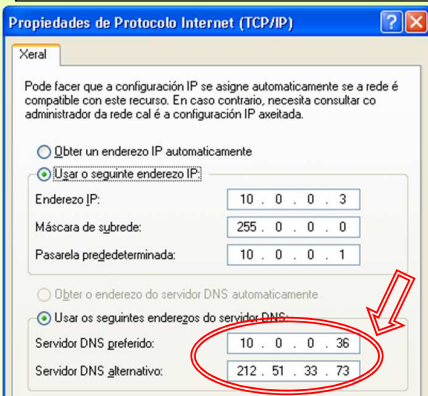 Propiedades de Protocolo Internet (TCP/IP)
Xeral
Pode facer que a configuración IP se asigne automaticamente se a rede é
compatible con este recurso. En caso contrario, necesita consultar co
administrador da rede cal é a configuración IP axeitada.
Obter un enderezo IP automaticamente
Usar o seguinte enderezo IP:
Enderezo IP: 10 . 0 . 0 . 3
Máscara de subrede: 255 . 0 . 0 . 0
Pasarela predeterminada: 10 . 0 . 0 . 1
Obter o enderezo do servidor DNS automaticamente
Usar os seguintes enderezos do servidor DNS:
Servidor DNS preferido: 10 . 0 . 0 . 36
Servidor DNS alternativo: 212 . 51 . 33 . 73